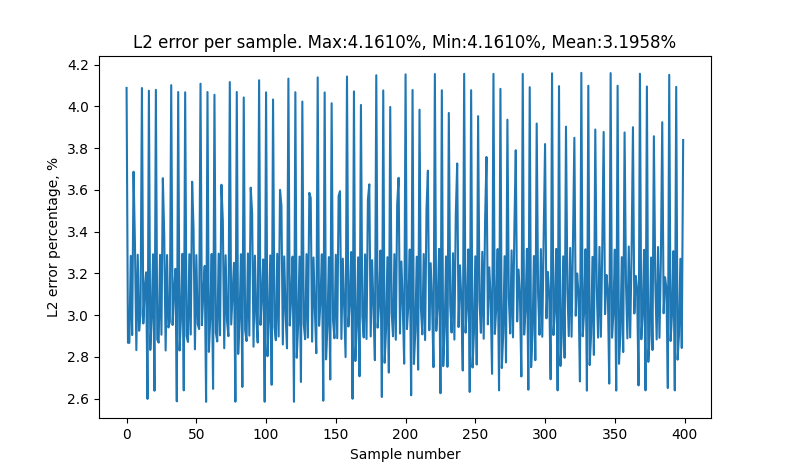 L2 error per sample. Max:4.1610%, Min:4.1610%, Mean:3.1958%
4.2
4.0
3.8
3.6
3.4
3.2
3.0
2.8
2.6
L2 error percentage, %
0 50 100 150 200 250 300 350 400
Sample number